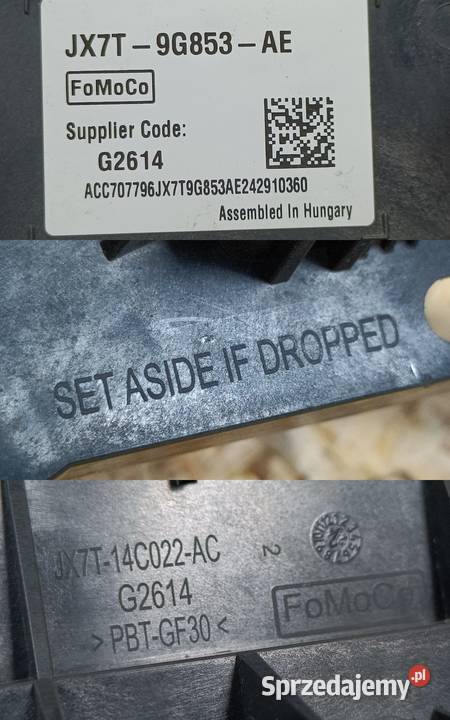 JX7T-9G853-AE
FoMoCo
Supplier Code:
G2614
ACC707796JX7T9G853AE242910360
Assembled In Hungary
SET ASIDE IF DROPPED
JX7T-14C022-AC
2
G2614
FoMoCo
>PBT-GF30<
Sprzedajemy.pl